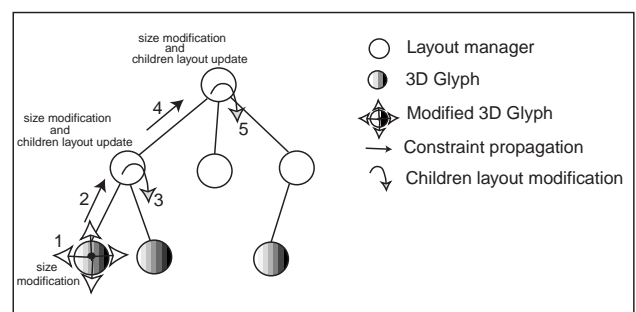 size modification
and
children layout update
4
5
size modification
and
children layout update
2
3
1
size
modification
Layout manager
3D Glyph
Modified 3D Glyph
Constraint propagation
Children layout modification